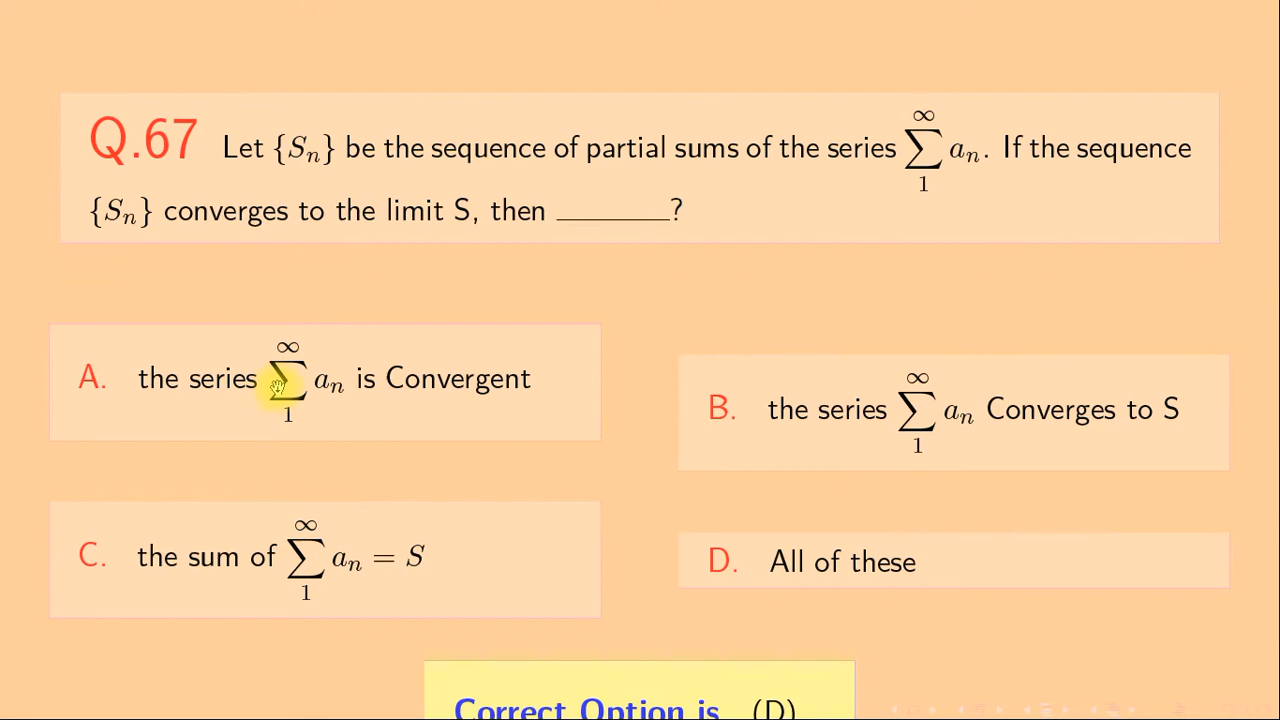 Q.67 Let {Sₙ} be the sequence of partial sums of the series ∑₁^∞ aₙ. If the sequence
{Sₙ} converges to the limit S, then ________?
A. the series ∑₁^∞ aₙ is Convergent
B. the series ∑₁^∞ aₙ Converges to S
C. the sum of ∑₁^∞ aₙ = S
D. All of these
Correct Option is (D)